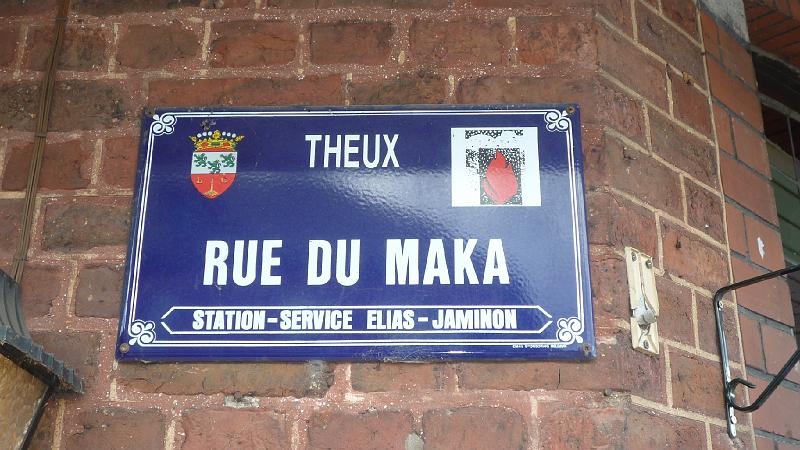 THEUX
RUE DU MAKA
STATION-SERVICE ELIAS-JAMINON